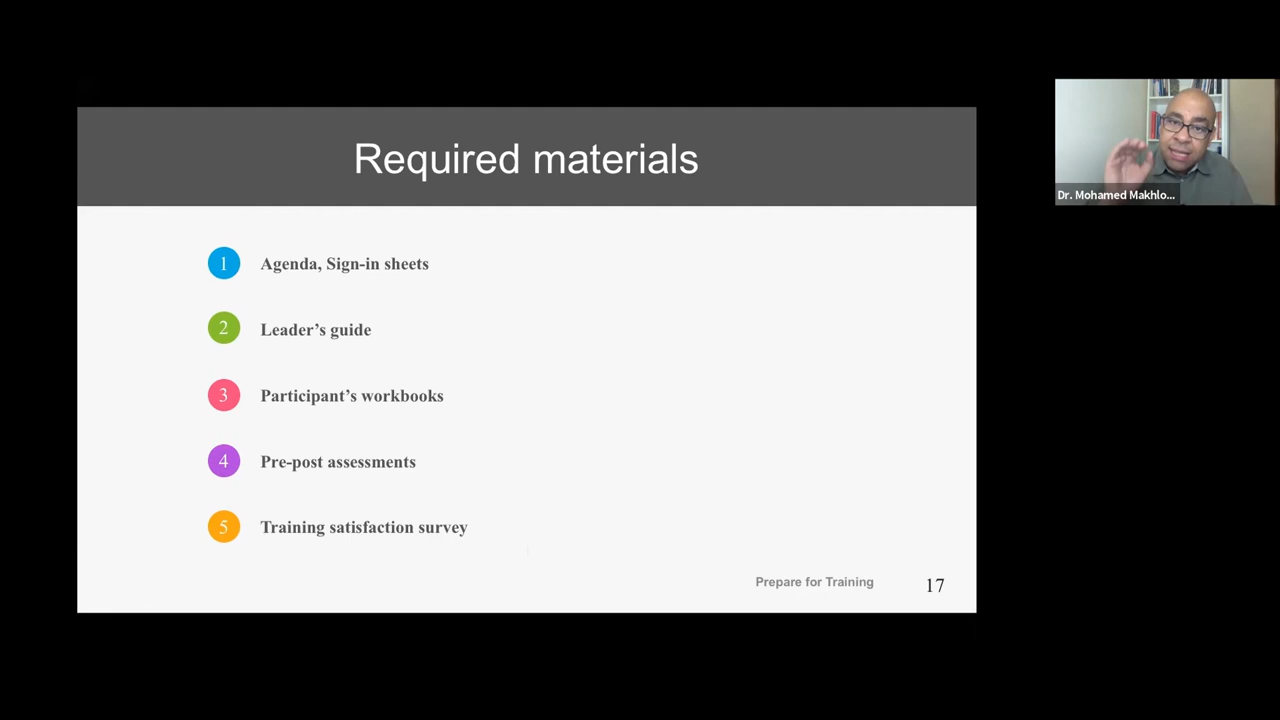 Required materials
Dr. Mohamed Makhlo...
1 Agenda, Sign-in sheets
2 Leader’s guide
3 Participant’s workbooks
4 Pre-post assessments
5 Training satisfaction survey
Prepare for Training 17